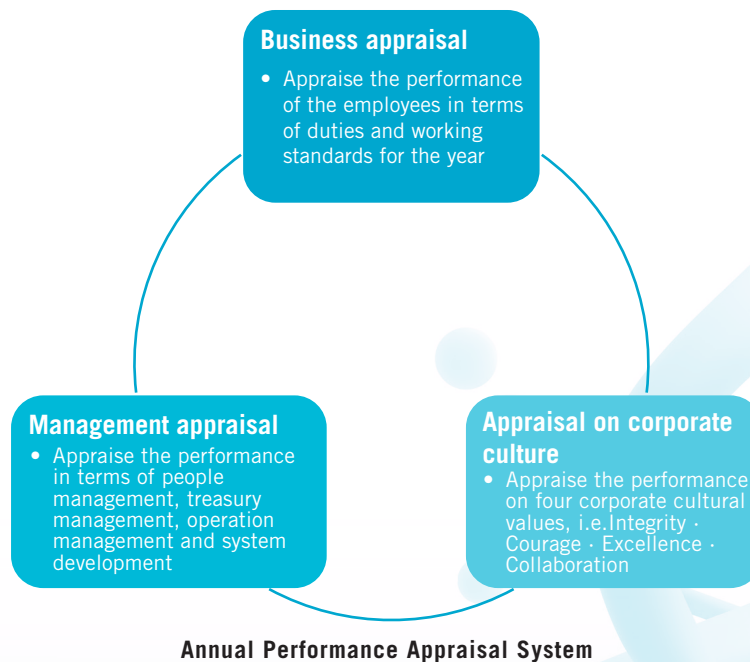 Business appraisal
• Appraise the performance
of the employees in terms
of duties and working
standards for the year
Management appraisal
• Appraise the performance
in terms of people
management, treasury
management, operation
management and system
development
Appraisal on corporate
culture
• Appraise the performance
on four corporate cultural
values, i.e.Integrity ·
Courage · Excellence ·
Collaboration
Annual Performance Appraisal System